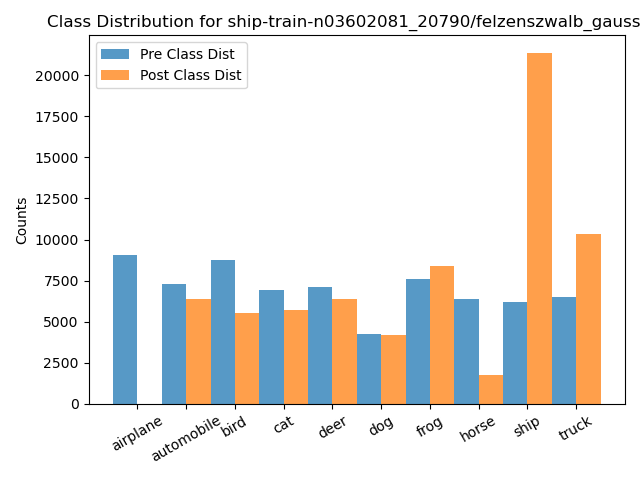 Class Distribution for ship-train-n03602081_20790/felzenszwalb_gauss
Pre Class Dist
Post Class Dist
20000
17500
15000
12500
10000
7500
5000
2500
0
Counts
airplane
automobile
bird
cat
deer
dog
frog
horse
ship
truck